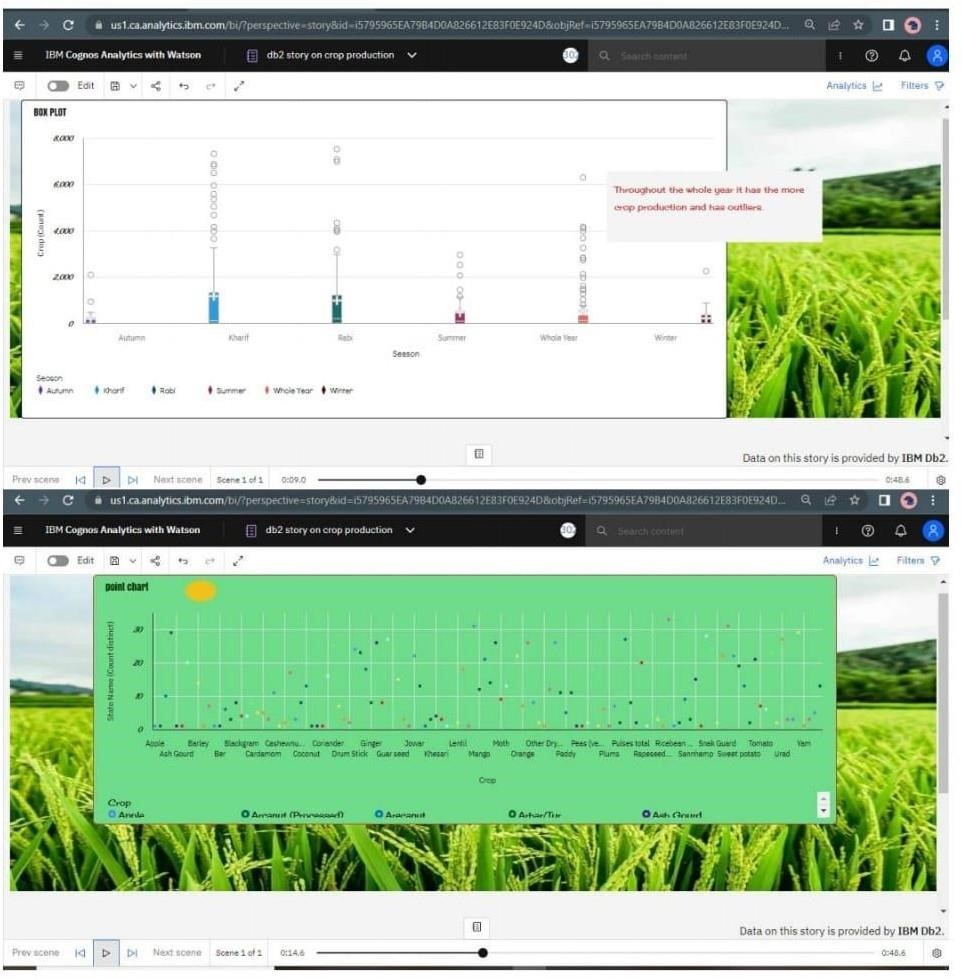 us1.ca.analytics.ibm.com/bi/?perspective=story&id=i5795965EA79B4D0A826612E83F0E924D&objRef=i5795965EA79B4D0A826612E83F0E924D...
IBM Cognos Analytics with Watson
db2 story on crop production
Search content
Edit
Analytics
Filters
BOX PLOT
8,000
6,000
4,000
2,000
0
Crop (Count)
Throughout the whole year it has the more
crop production and has outliers.
Autumn Kharif Rabi Summer Whole Year Winter
Season
Season
Autumn Kharif Rabi Summer Whole Year Winter
Data on this story is provided by IBM Db2.
Prev scene Next scene Scene 1 of 1 0:09.0 0:48.6
us1.ca.analytics.ibm.com/bi/?perspective=story&id=i5795965EA79B4D0A826612E83F0E924D&objRef=i5795965EA79B4D0A826612E83F0E924D...
IBM Cognos Analytics with Watson
db2 story on crop production
Search content
Edit
Analytics
Filters
point chart
30
20
10
0
State Name (Count distinct)
Apple Barley Blackgram Cashewnu... Coriander Ginger Jowar Lentil Moth Other Dry... Peas (ve... Pulses total Ricebean ... Snak Guard Tomato Yam
Ash Gourd Ber Cardamom Coconut Drum Stick Guar seed Khesari Mango Orange Paddy Plums Rapeseed... Sannhamp Sweet potato Urad
Crop
Crop
Apple Arcanut (Processed) Arecanut Arhar/Tur Ash Gourd
Data on this story is provided by IBM Db2.
Prev scene Next scene Scene 1 of 1 0:14.6 0:48.6